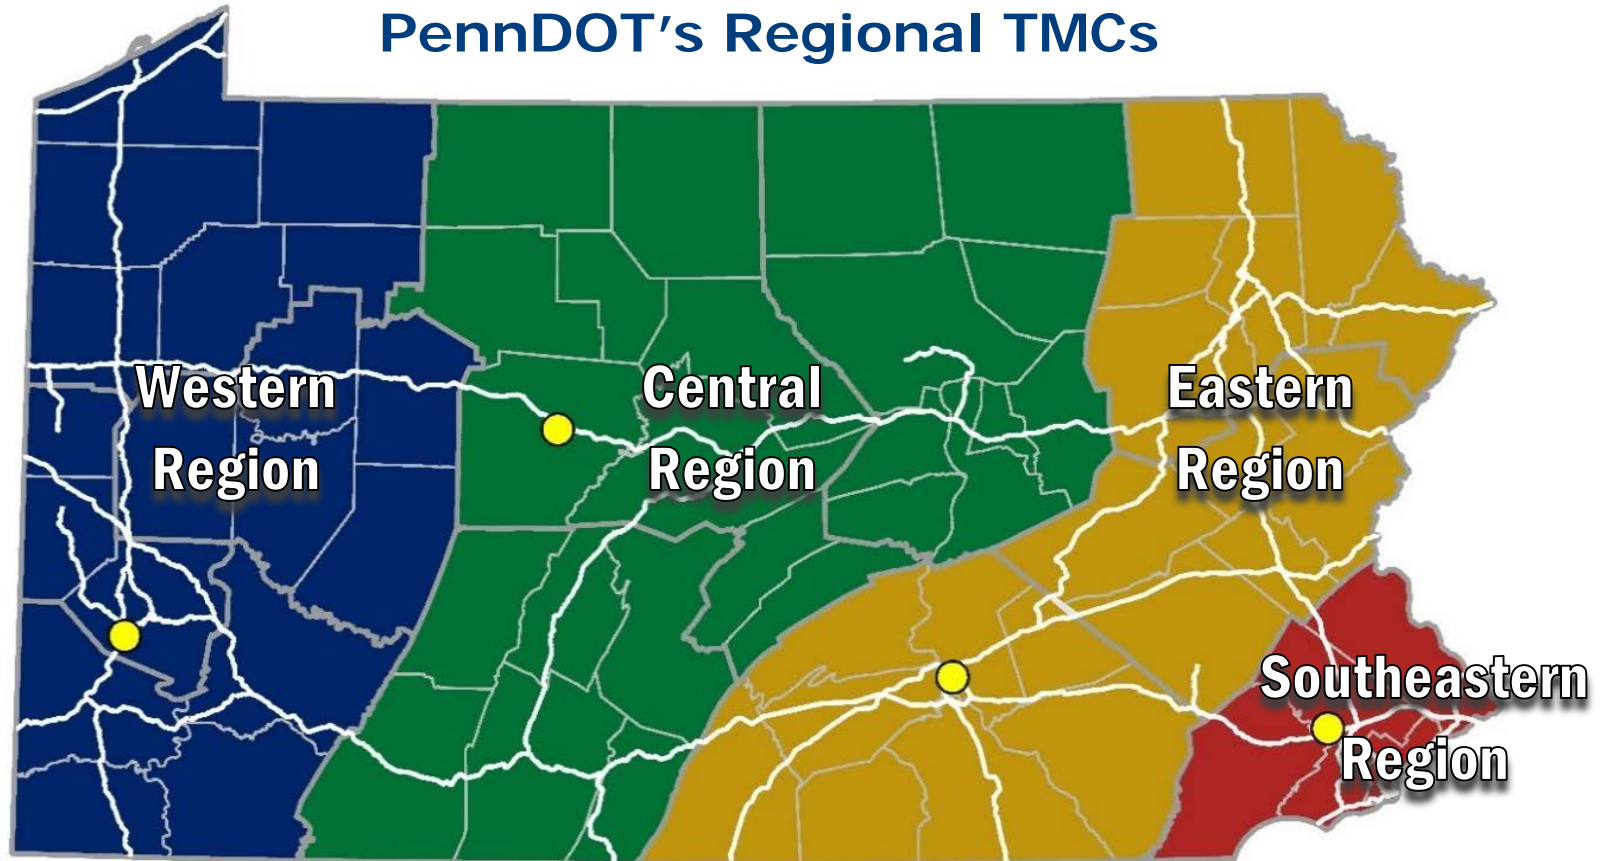 PennDOT's Regional TMCs
Western
Region
Central
Region
Eastern
Region
Southeastern
Region